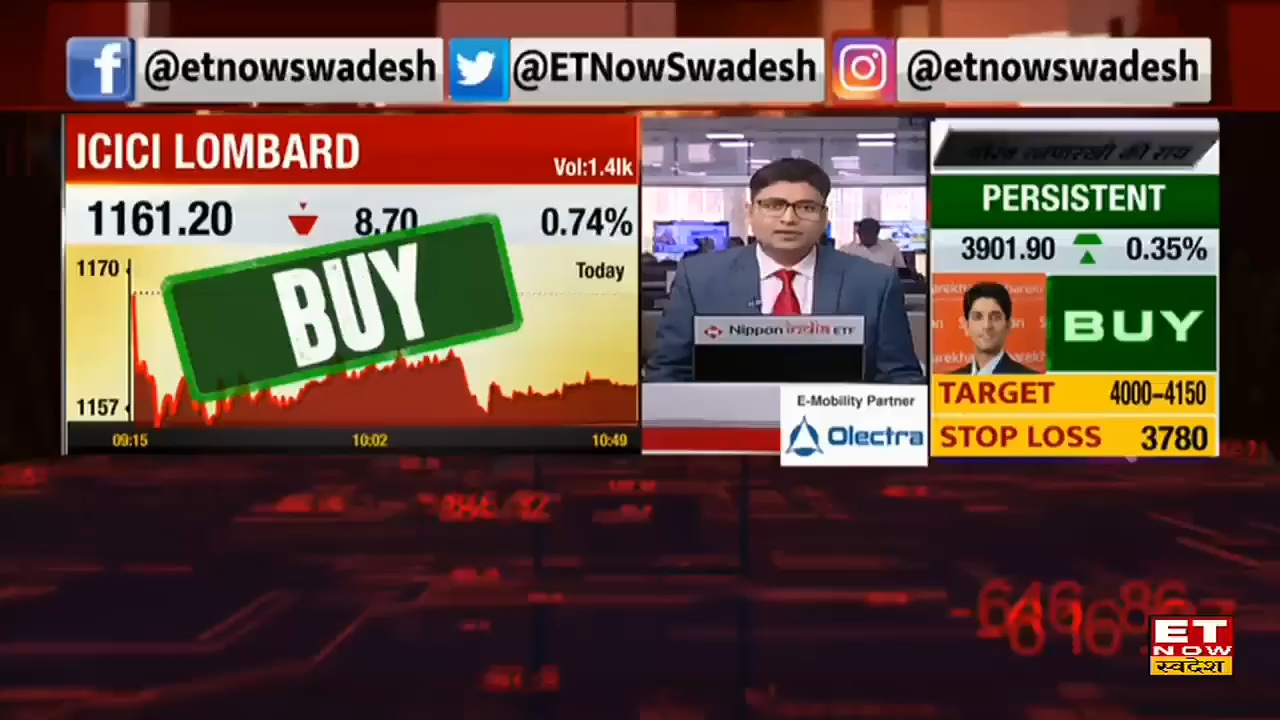 @etnowswadesh
@ETNowSwadesh
@etnowswadesh
ICICI LOMBARD
Vol:1.4lk
1161.20
8.70
0.74%
1170
Today
BUY
1157
09:15
10:02
10:49
Nippon india ETF
E-Mobility Partner
Olectra
की राय
PERSISTENT
3901.90
0.35%
BUY
TARGET
4000–4150
STOP LOSS
3780
ET
NOW
स्वदेश